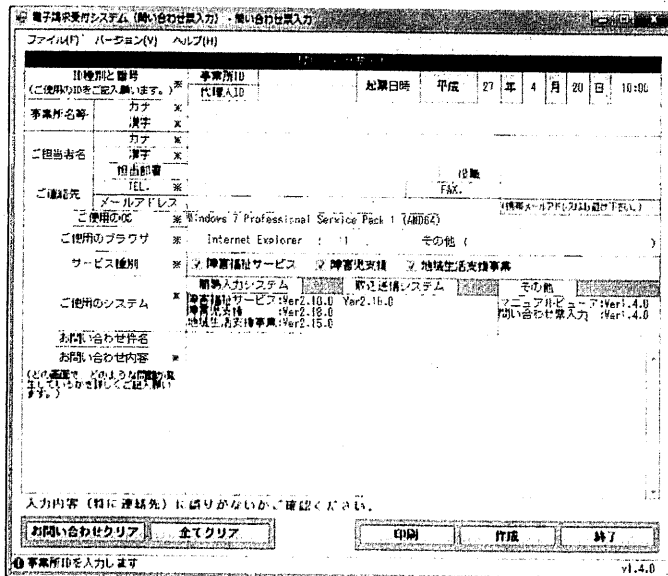 電子請求受付システム (問い合わせ票入力) - 問い合わせ票入力
ファイル(F) バージョン(V) ヘルプ(H)
ID種別と番号
(ご使用のIDをご記入願います。) ※
事業所ID
代理人ID
起票日時 平成 27 年 4 月 20 日 10:00
事業所名等
カナ ※
漢字 ※
ご担当者名
カナ ※
漢字 ※
担当部署
役職
ご連絡先
TEL. ※
FAX.
メールアドレス
(携帯メールアドレスはお避け下さい。)
ご使用のOS ※ Windows 7 Professional Service Pack 1 (AMD64)
ご使用のブラウザ ※ Internet Explorer : 11 その他 ( )
サービス種別 ※ 障害福祉サービス 障害児支援 地域生活支援事業
ご使用のシステム ※
簡易入力システム 取込送信システム その他
障害福祉サービス:Ver2.18.0 Ver2.16.0 マニュアルビューア:Ver1.4.0
障害児支援 :Ver2.18.0 問い合わせ票入力 :Ver1.4.0
地域生活支援事業:Ver2.15.0
お問い合わせ件名
お問い合わせ内容 ※
(どの画面で、どのような問題が発
生しているかを詳しくご記入願い
ます。)
入力内容 (特に連絡先) に誤りがないかご確認ください。
お問い合わせクリア 全てクリア 印刷 作成 終了
事業所IDを入力します
v1.4.0